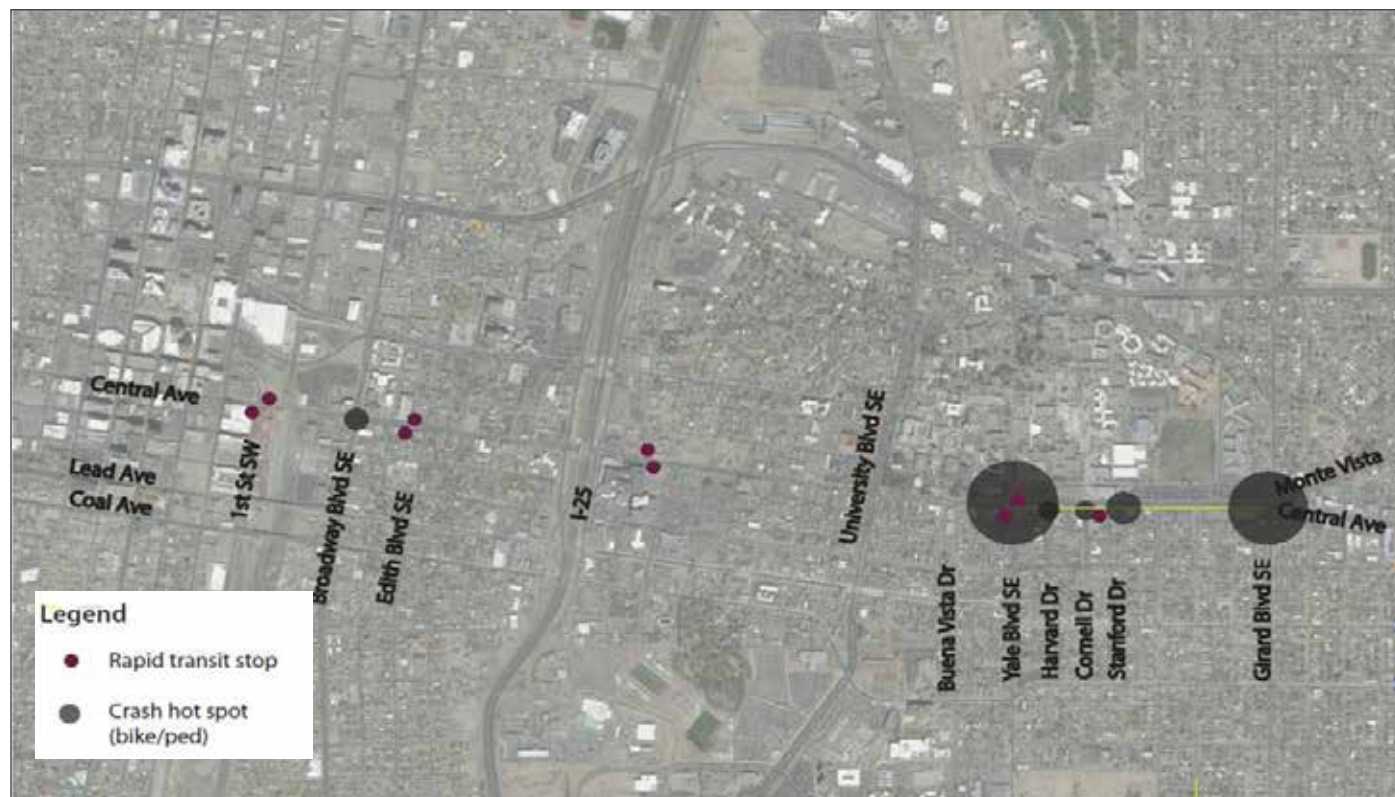 Central Ave
Lead Ave
Coal Ave
1st St SW
Broadway Blvd SE
Edith Blvd SE
I-25
University Blvd SE
Buena Vista Dr
Yale Blvd SE
Harvard Dr
Cornell Dr
Stanford Dr
Girard Blvd SE
Monte Vista
Central Ave
Legend
Rapid transit stop
Crash hot spot
(bike/ped)